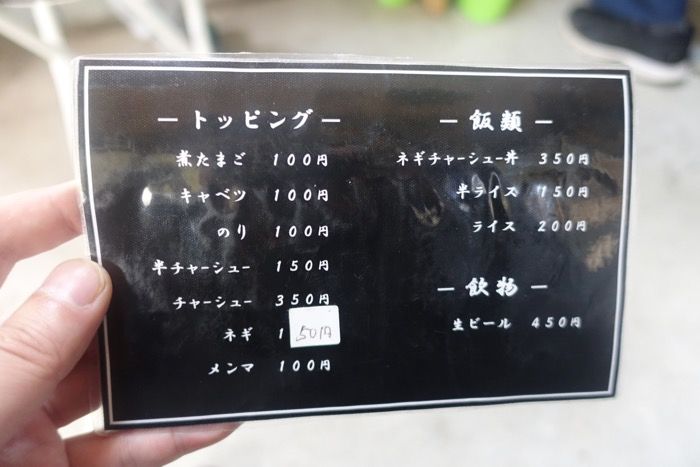 ― トッピング ―
煮たまご 100円
キャベツ 100円
のり 100円
半チャーシュー 150円
チャーシュー 350円
ネギ 150円
メンマ 100円
― 飯類 ―
ネギチャーシュー丼 350円
半ライス 150円
ライス 200円
― 飲物 ―
生ビール 450円